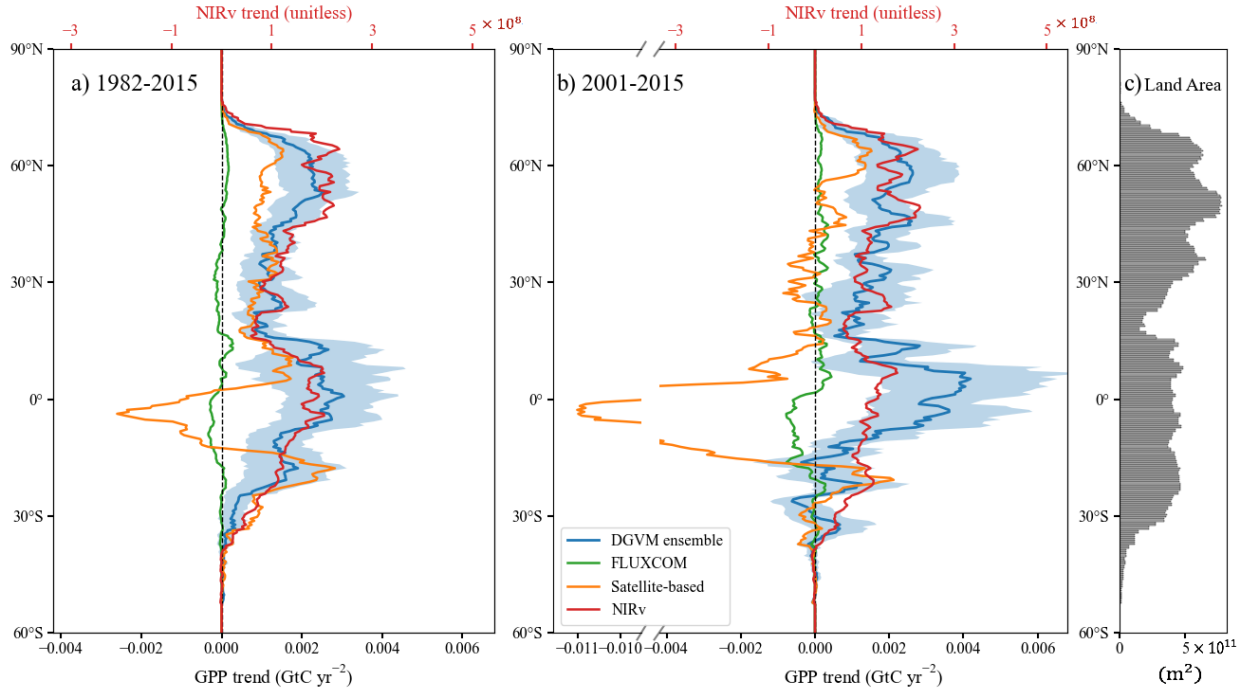 NIRv trend (unitless)
−3 −1 1 3 5 × 10⁸
NIRv trend (unitless)
−3 −1 1 3 5 × 10⁸
90°N
60°N
30°N
0°
30°S
60°S
a) 1982-2015
−0.004 −0.002 0.000 0.002 0.004 0.006
GPP trend (GtC yr⁻²)
90°N
60°N
30°N
0°
30°S
60°S
b) 2001-2015
DGVM ensemble
FLUXCOM
Satellite-based
NIRv
−0.011 −0.010 −0.004 −0.002 0.000 0.002 0.004 0.006
GPP trend (GtC yr⁻²)
90°N
60°N
30°N
0°
30°S
60°S
c) Land Area
0 5 × 10¹¹
(m²)